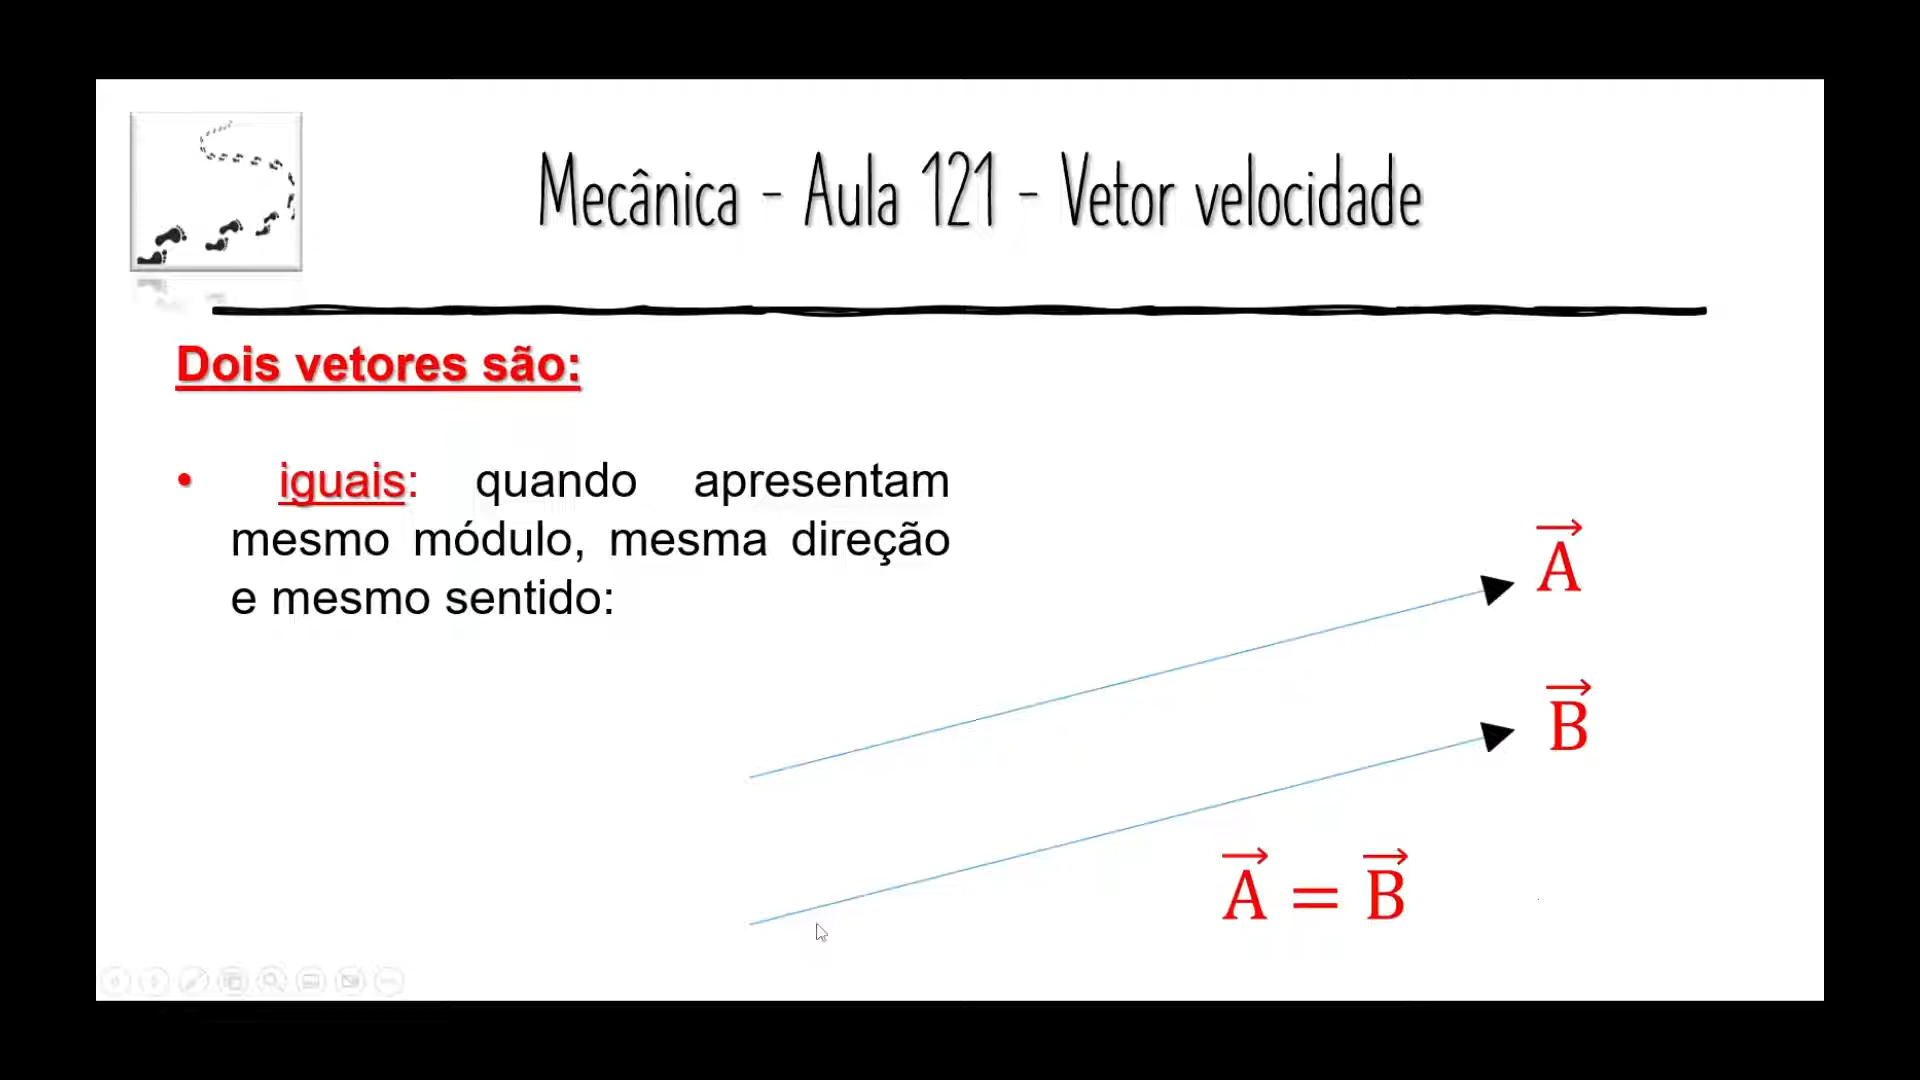 Mecânica - Aula 121 - Vetor velocidade
Dois vetores são:
• iguais: quando apresentam
mesmo módulo, mesma direção
e mesmo sentido:
A⃗
B⃗
A⃗ = B⃗